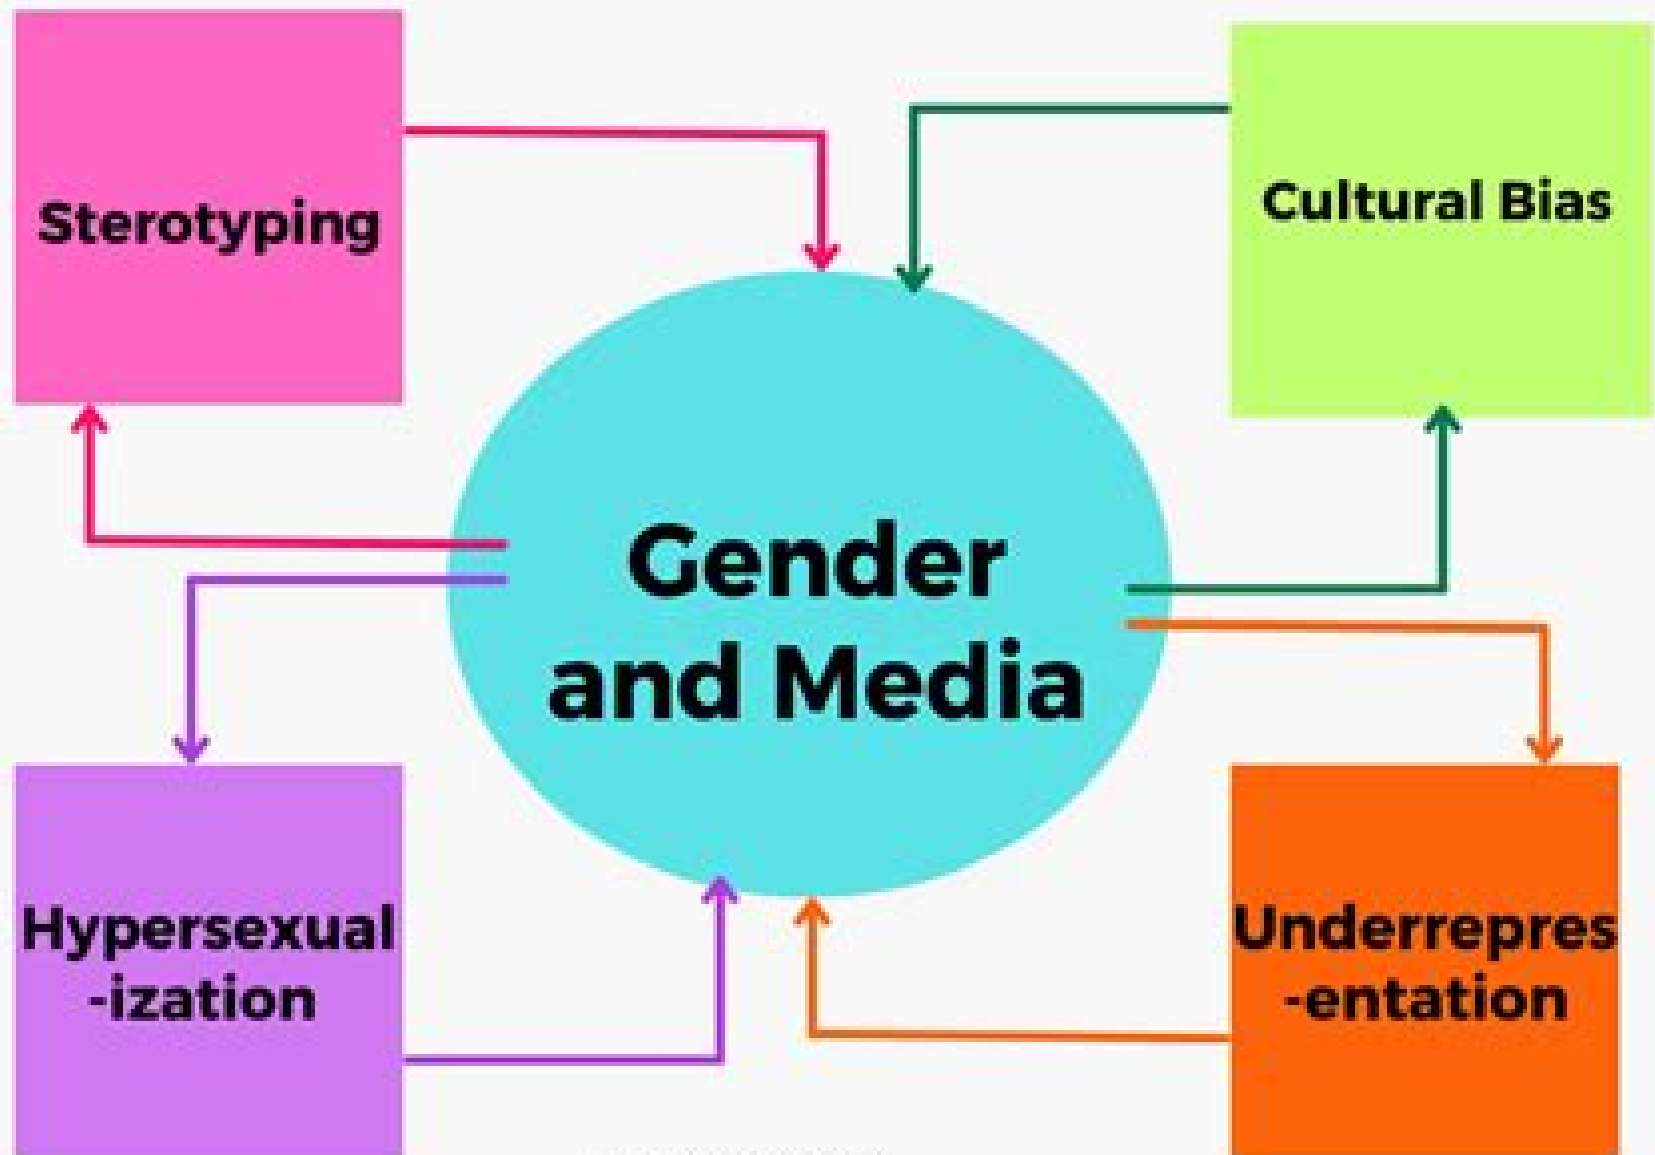 Sterotyping
Cultural Bias
Gender
and Media
Hypersexual
-ization
Underrepres
-entation